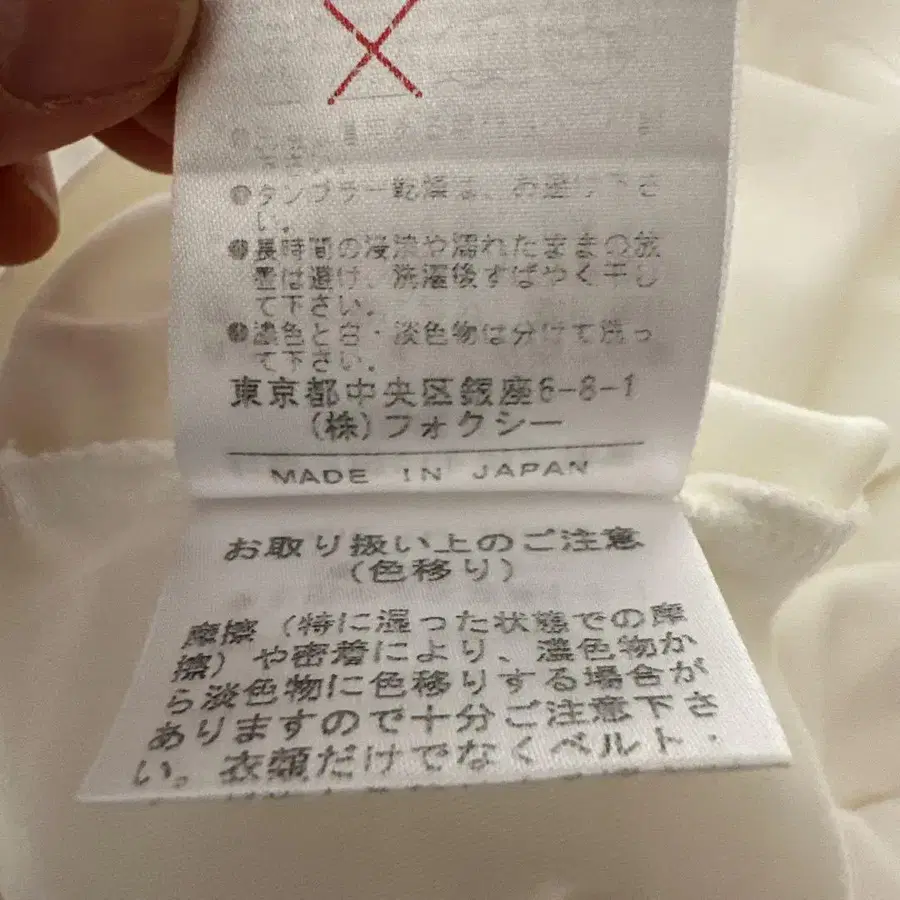 ●タンブラー乾燥は、お避け下さ
い。
●長時間の浸漬や濡れたままの放
置は避け、洗濯後すばやく干し
て下さい。
●濃色と白・淡色物は分けて洗っ
て下さい。
東京都中央区銀座6-8-1
(株)フォクシー
MADE IN JAPAN
お取り扱い上のご注意
(色移り)
摩擦(特に湿った状態での摩
擦)や密着により、濃色物か
ら淡色物に色移りする場合が
ありますので十分ご注意下さ
い。衣類だけでなくベルト・